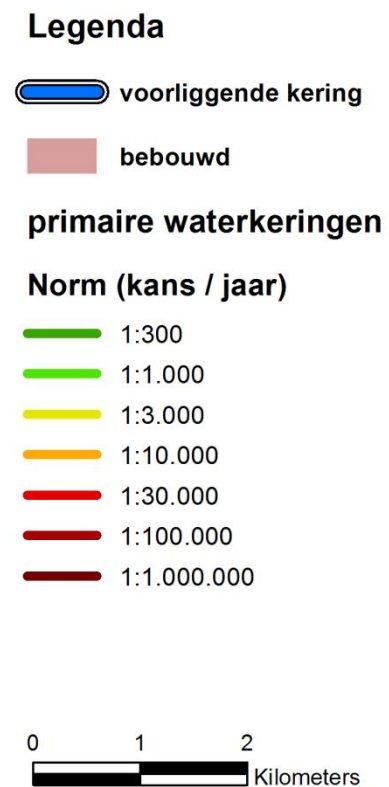 Legenda
voorliggende kering
bebouwd
primaire waterkeringen
Norm (kans / jaar)
1:300
1:1.000
1:3.000
1:10.000
1:30.000
1:100.000
1:1.000.000
0 1 2
Kilometers